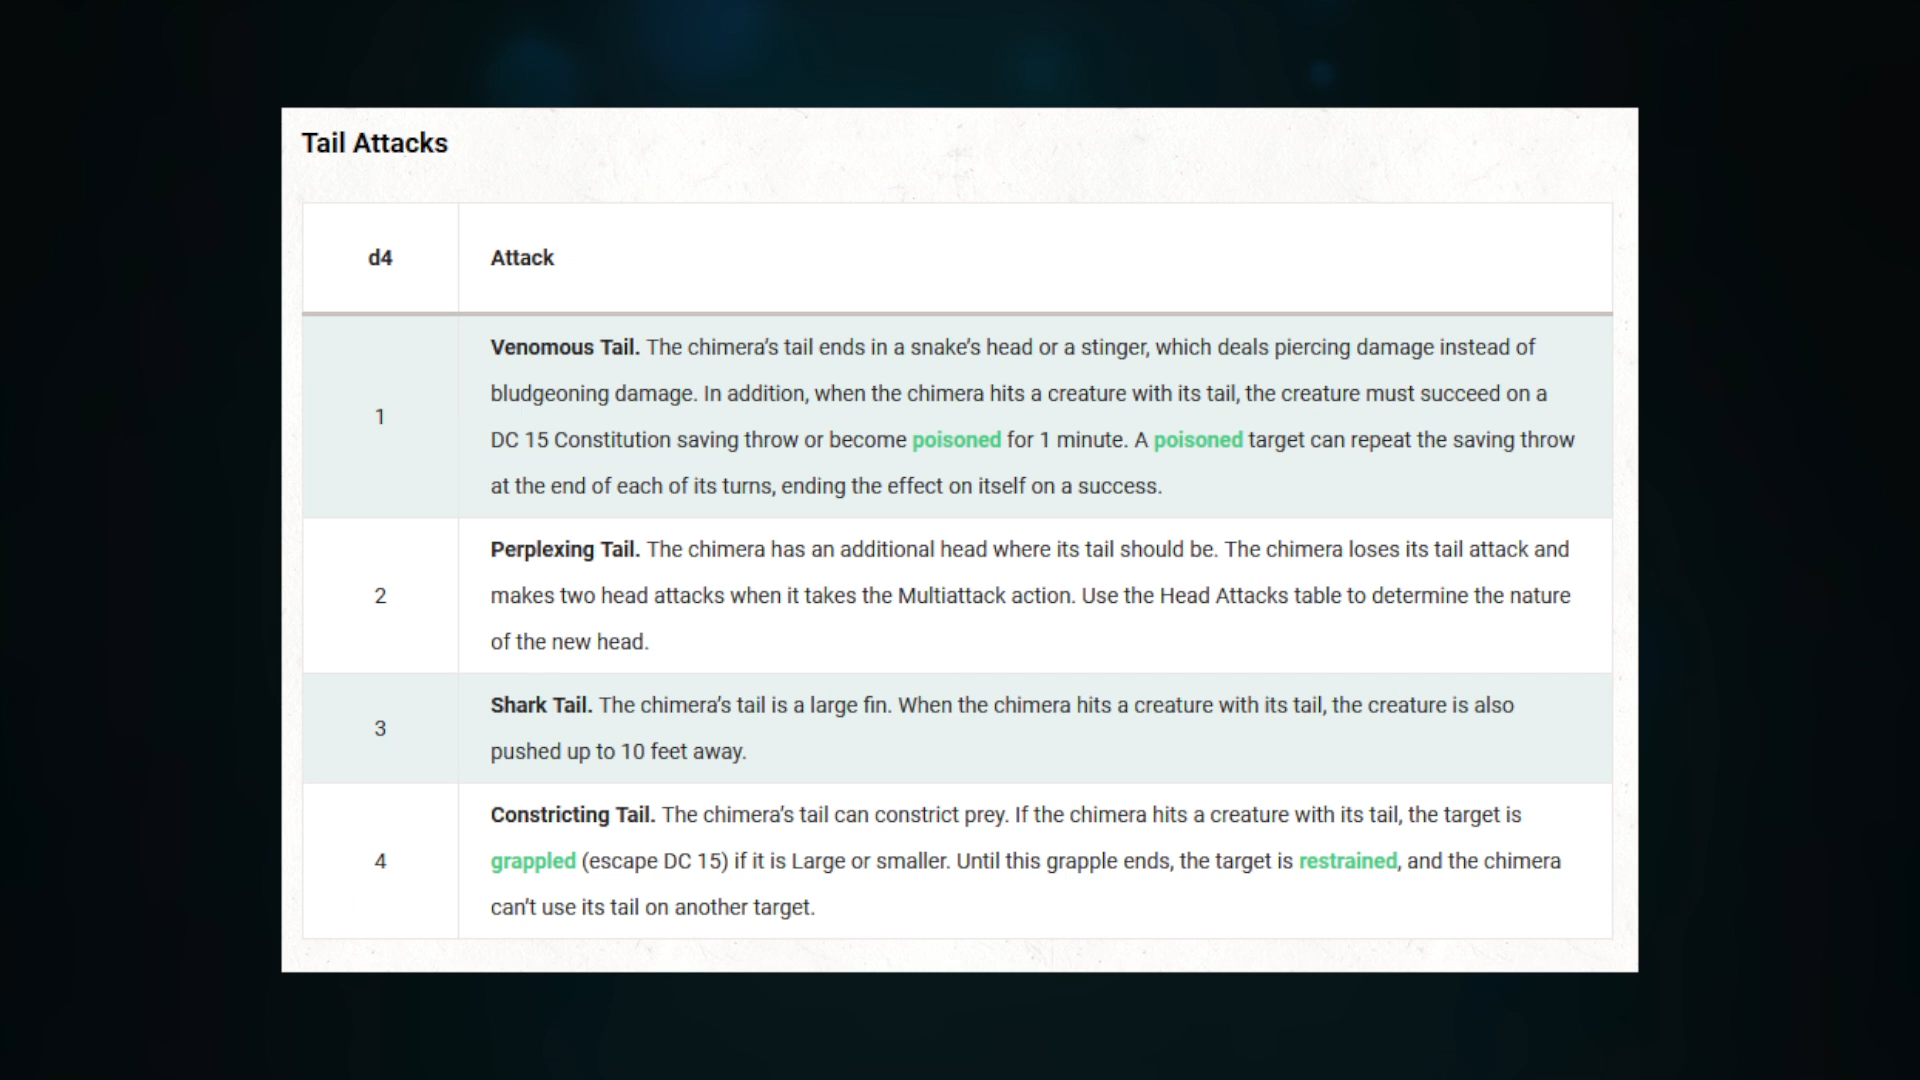 Tail Attacks
d4 Attack
Venomous Tail. The chimera's tail ends in a snake's head or a stinger, which deals piercing damage instead of
bludgeoning damage. In addition, when the chimera hits a creature with its tail, the creature must succeed on a
1
DC 15 Constitution saving throw or become poisoned for 1 minute. A poisoned target can repeat the saving throw
at the end of each of its turns, ending the effect on itself on a success.
Perplexing Tail. The chimera has an additional head where its tail should be. The chimera loses its tail attack and
2 makes two head attacks when it takes the Multiattack action. Use the Head Attacks table to determine the nature
of the new head.
Shark Tail. The chimera's tail is a large fin. When the chimera hits a creature with its tail, the creature is also
3
pushed up to 10 feet away.
Constricting Tail. The chimera's tail can constrict prey. If the chimera hits a creature with its tail, the target is
4 grappled (escape DC 15) if it is Large or smaller. Until this grapple ends, the target is restrained, and the chimera
can't use its tail on another target.